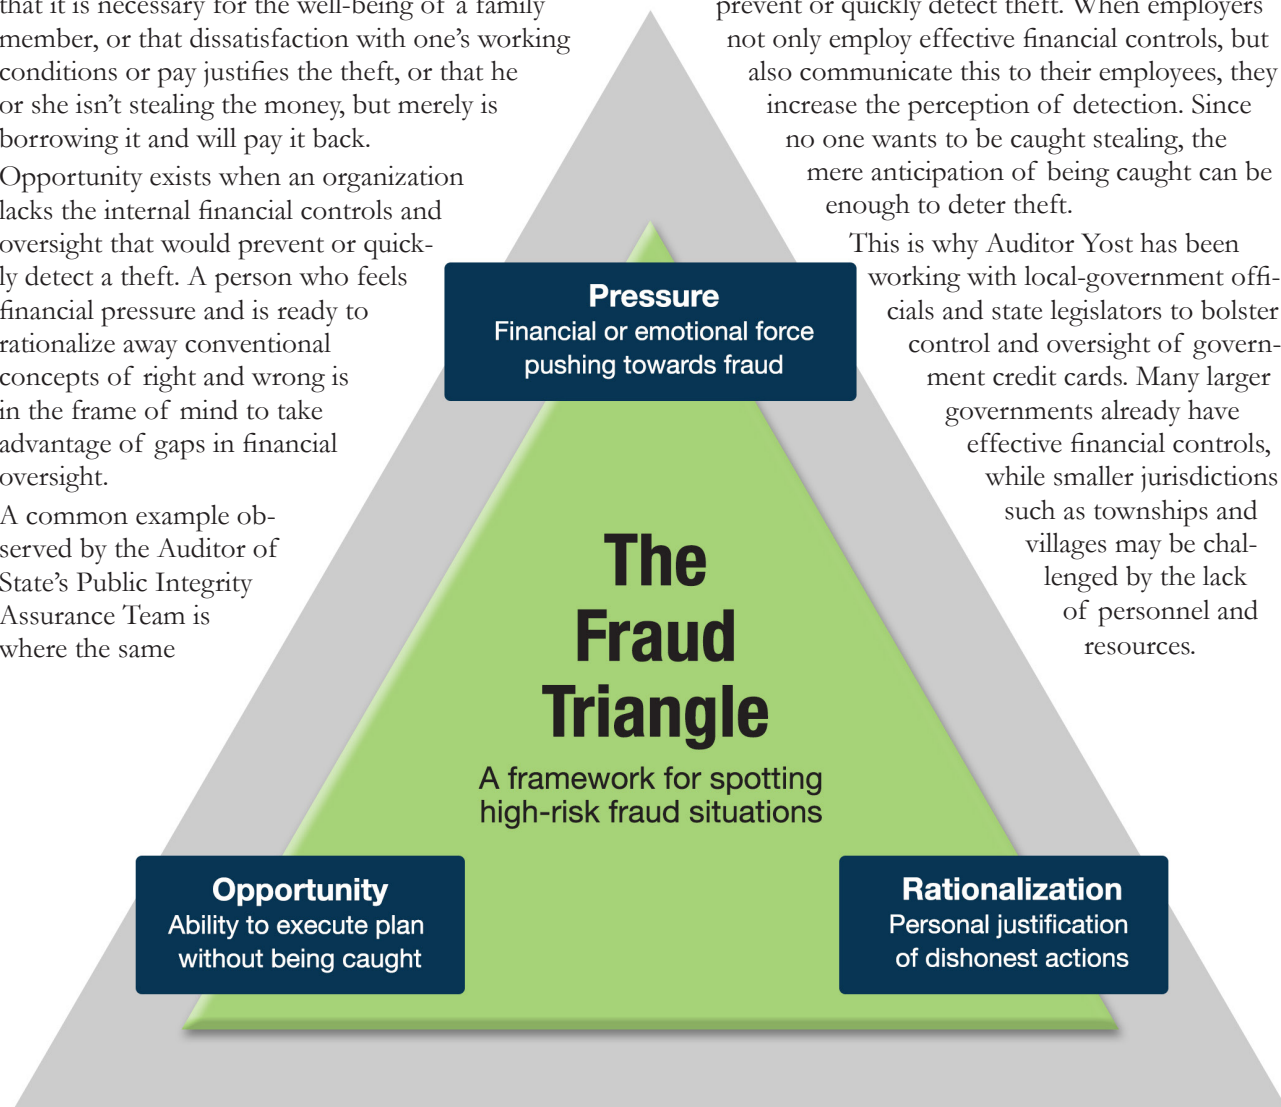 that it is necessary for the well-being of a family
member, or that dissatisfaction with one’s working
conditions or pay justifies the theft, or that he
or she isn’t stealing the money, but merely is
borrowing it and will pay it back.
Opportunity exists when an organization
lacks the internal financial controls and
oversight that would prevent or quick-
ly detect a theft. A person who feels
financial pressure and is ready to
rationalize away conventional
concepts of right and wrong is
in the frame of mind to take
advantage of gaps in financial
oversight.
A common example ob-
served by the Auditor of
State’s Public Integrity
Assurance Team is
where the same
prevent or quickly detect theft. When employers
not only employ effective financial controls, but
also communicate this to their employees, they
increase the perception of detection. Since
no one wants to be caught stealing, the
mere anticipation of being caught can be
enough to deter theft.
This is why Auditor Yost has been
working with local-government offi-
cials and state legislators to bolster
control and oversight of govern-
ment credit cards. Many larger
governments already have
effective financial controls,
while smaller jurisdictions
such as townships and
villages may be chal-
lenged by the lack
of personnel and
resources.
Pressure
Financial or emotional force
pushing towards fraud
The
Fraud
Triangle
A framework for spotting
high-risk fraud situations
Opportunity
Ability to execute plan
without being caught
Rationalization
Personal justification
of dishonest actions